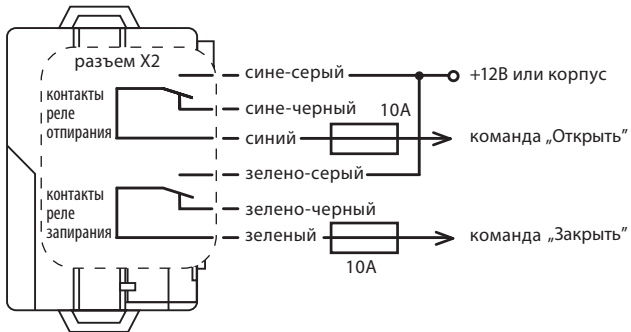 разъем X2
сине-серый
+12В или корпус
контакты
реле
отпирания
сине-черный
10А
синий
команда „Открыть”
зелено-серый
контакты
реле
запирания
зелено-черный
зеленый
команда „Закрыть”
10А